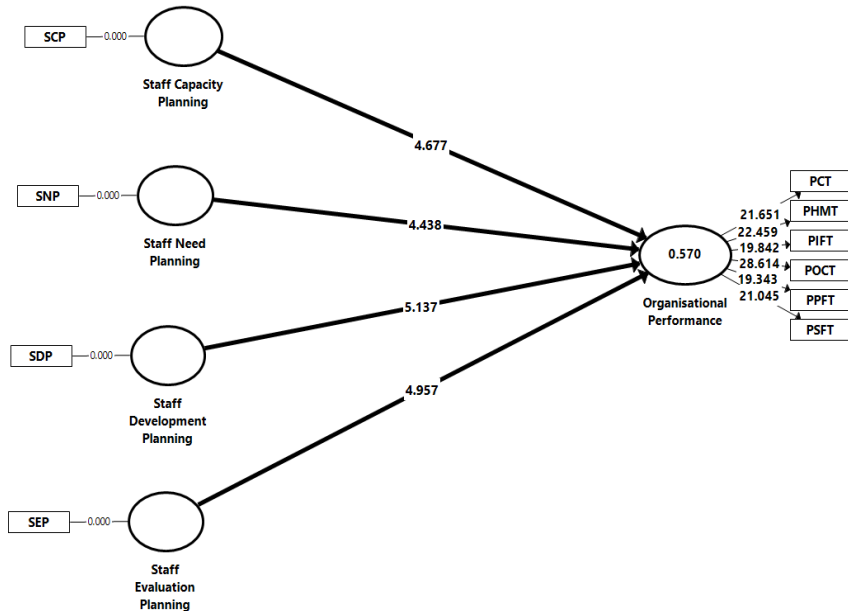 SCP
0.000
Staff Capacity
Planning
4.677
SNP
0.000
Staff Need
Planning
4.438
SDP
0.000
Staff
Development
Planning
5.137
SEP
0.000
Staff
Evaluation
Planning
4.957
0.570
Organisational
Performance
21.651
22.459
19.842
28.614
19.343
21.045
PCT
PHMT
PIFT
POCT
PPFT
PSFT